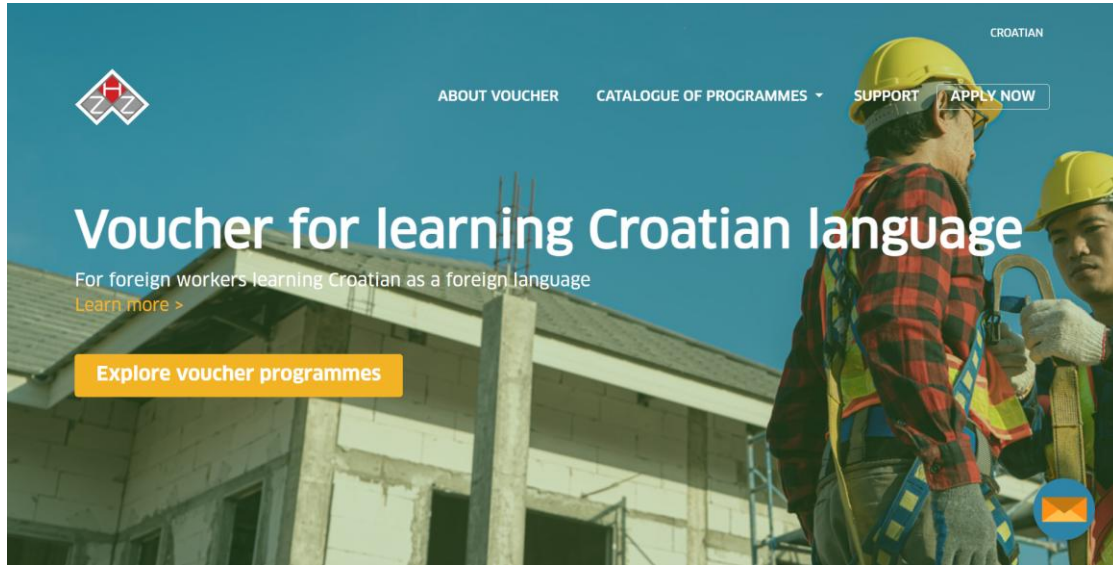 CROATIAN
HZZ
ABOUT VOUCHER
CATALOGUE OF PROGRAMMES
SUPPORT
APPLY NOW
Voucher for learning Croatian language
For foreign workers learning Croatian as a foreign language
Learn more >
Explore voucher programmes